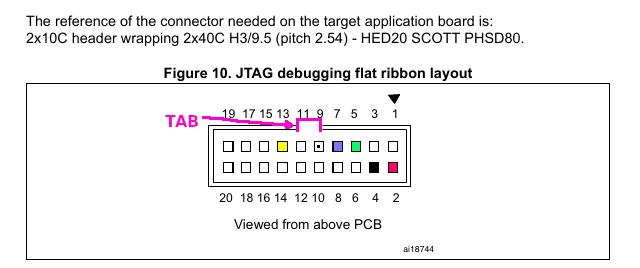 The reference of the connector needed on the target application board is:
2x10C header wrapping 2x40C H3/9.5 (pitch 2.54) - HED20 SCOTT PHSD80.
Figure 10. JTAG debugging flat ribbon layout
19 17 15 13 11 9 7 5 3 1
TAB
20 18 16 14 12 10 8 6 4 2
Viewed from above PCB
ai18744